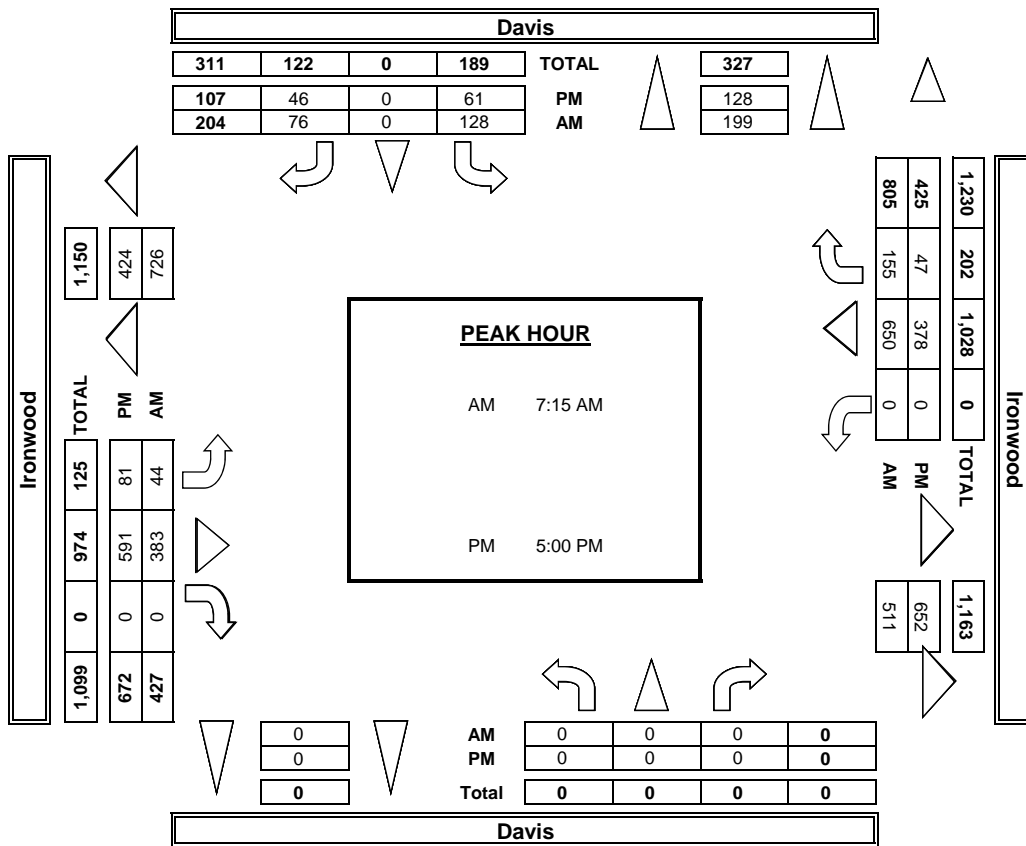 Davis
311 122 0 189 TOTAL 327
107 46 0 61 PM 128
204 76 0 128 AM 199
Ironwood
1,150
424
726
TOTAL 125 974 0 1,099
PM 81 591 0 672
AM 44 383 0 427
PEAK HOUR
AM 7:15 AM
PM 5:00 PM
1,230 202 1,028 0 TOTAL 1,163
425 47 378 0 PM 652
805 155 650 0 AM 511
Ironwood
0 AM 0 0 0 0
0 PM 0 0 0 0
0 Total 0 0 0 0
Davis